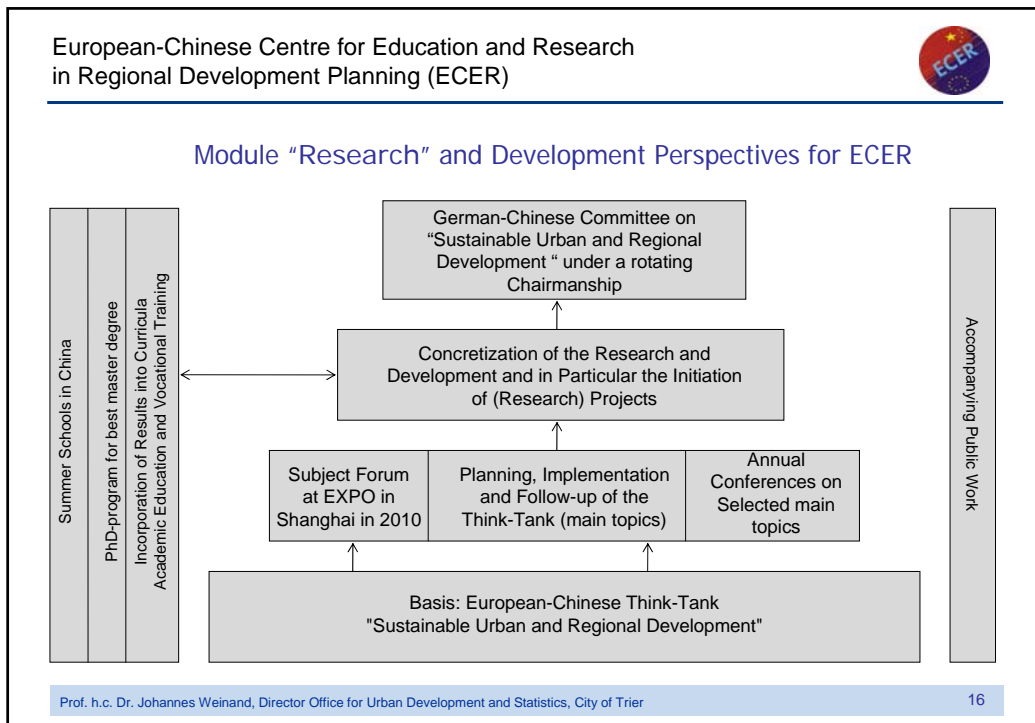 European-Chinese Centre for Education and Research
in Regional Development Planning (ECER)
ECER
Module “Research” and Development Perspectives for ECER
Summer Schools in China
PhD-program for best master degree
Incorporation of Results into Curricula
Academic Education and Vocational Training
German-Chinese Committee on
“Sustainable Urban and Regional
Development “ under a rotating
Chairmanship
Concretization of the Research and
Development and in Particular the Initiation
of (Research) Projects
Subject Forum
at EXPO in
Shanghai in 2010
Planning, Implementation
and Follow-up of the
Think-Tank (main topics)
Annual
Conferences on
Selected main
topics
Basis: European-Chinese Think-Tank
"Sustainable Urban and Regional Development"
Accompanying Public Work
Prof. h.c. Dr. Johannes Weinand, Director Office for Urban Development and Statistics, City of Trier
16